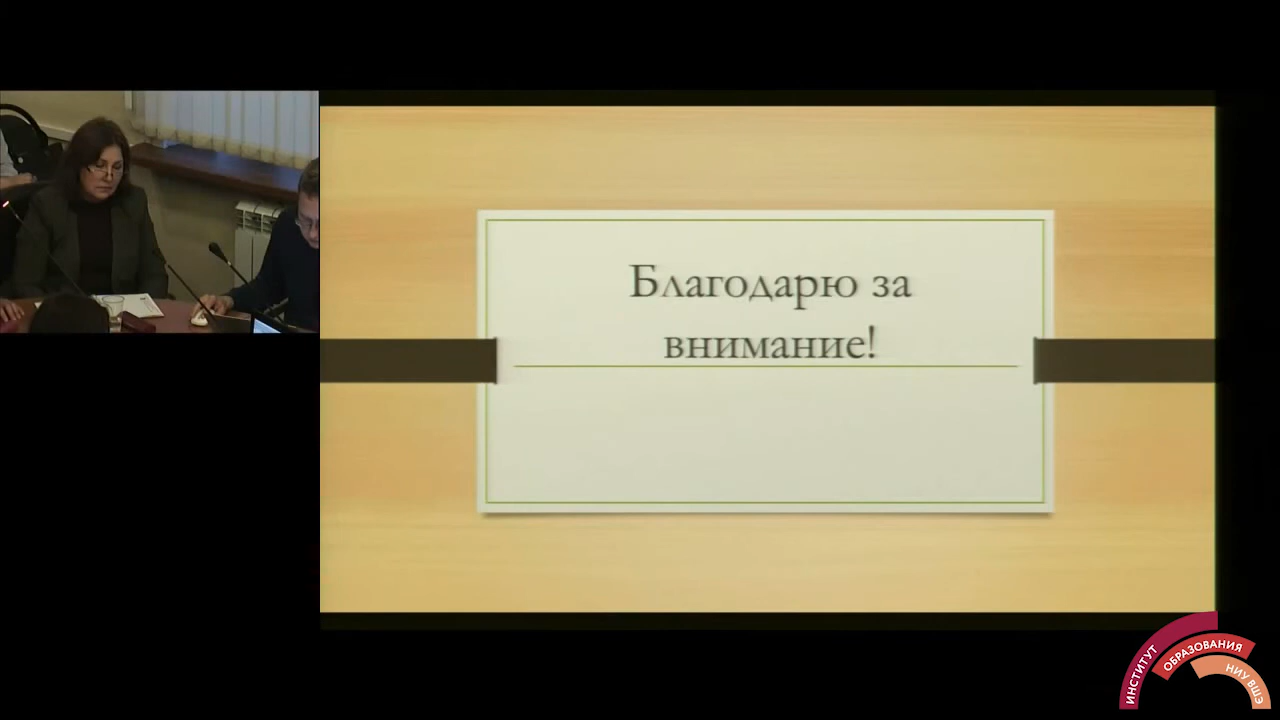 Благодарю за
внимание!
ИНСТИТУТ
ОБРАЗОВАНИЯ
НИУ ВШЭ